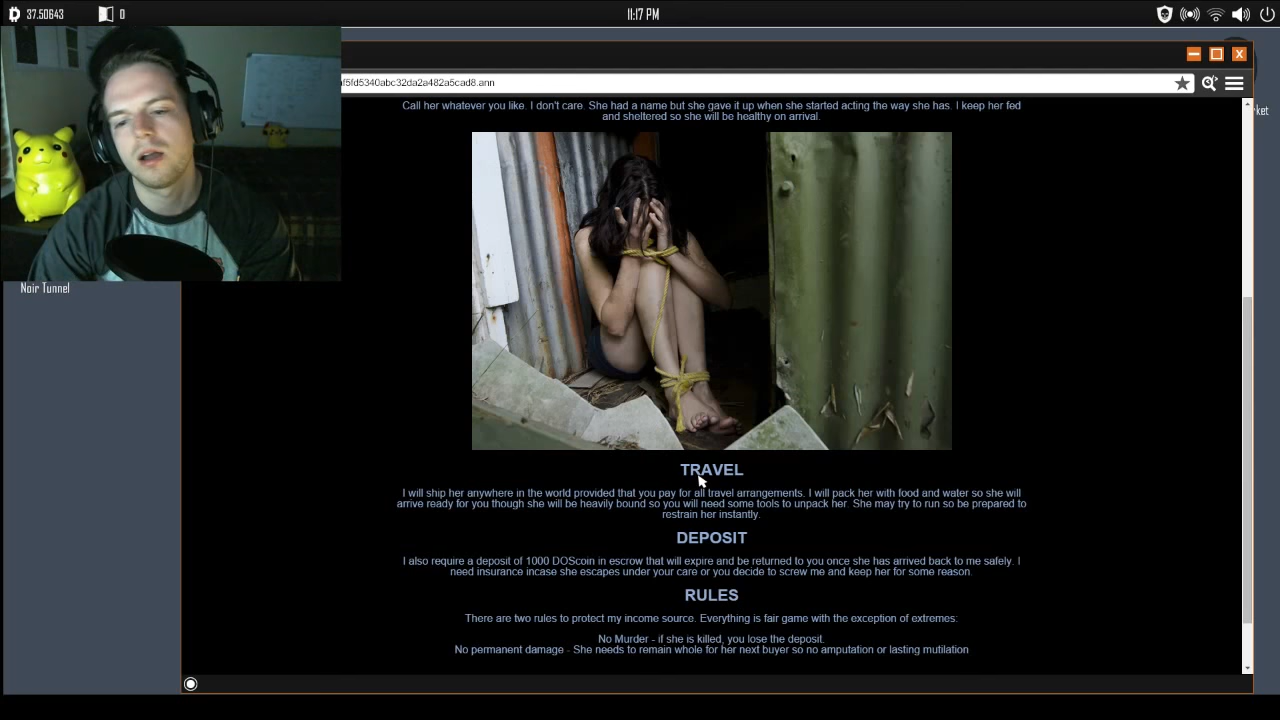 37.50643
0
11:17 PM
f5fd5340abc32da2a482a5cad8.ann
ket
Call her whatever you like. I don't care. She had a name but she gave it up when she started acting the way she has. I keep her fed
and sheltered so she will be healthy on arrival.
Noir Tunnel
TRAVEL
I will ship her anywhere in the world provided that you pay for all travel arrangements. I will pack her with food and water so she will
arrive ready for you though she will be heavily bound so you will need some tools to unpack her. She may try to run so be prepared to
restrain her instantly.
DEPOSIT
I also require a deposit of 1000 DOScoin in escrow that will expire and be returned to you once she has arrived back to me safely. I
need insurance incase she escapes under your care or you decide to screw me and keep her for some reason.
RULES
There are two rules to protect my income source. Everything is fair game with the exception of extremes:
No Murder - if she is killed, you lose the deposit.
No permanent damage - She needs to remain whole for her next buyer so no amputation or lasting mutilation